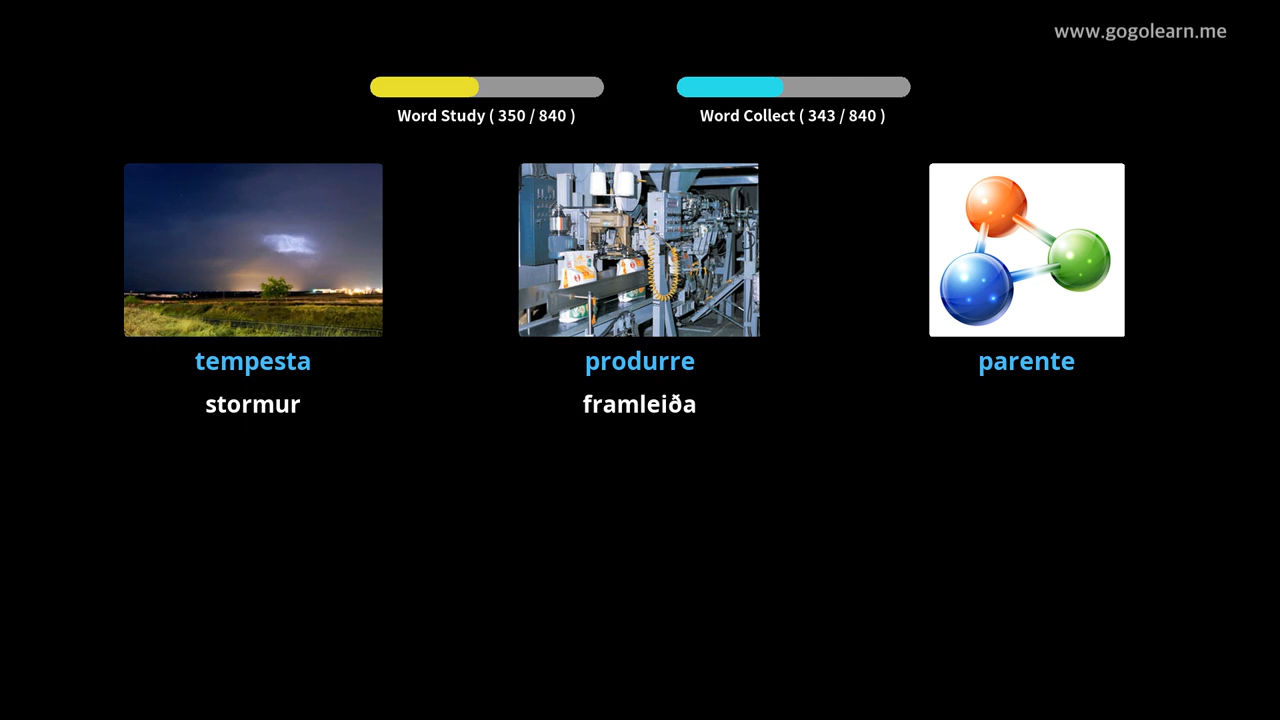 www.gogolearn.me
Word Study ( 350 / 840 )
Word Collect ( 343 / 840 )
tempesta
produrre
parente
stormur
framleiða